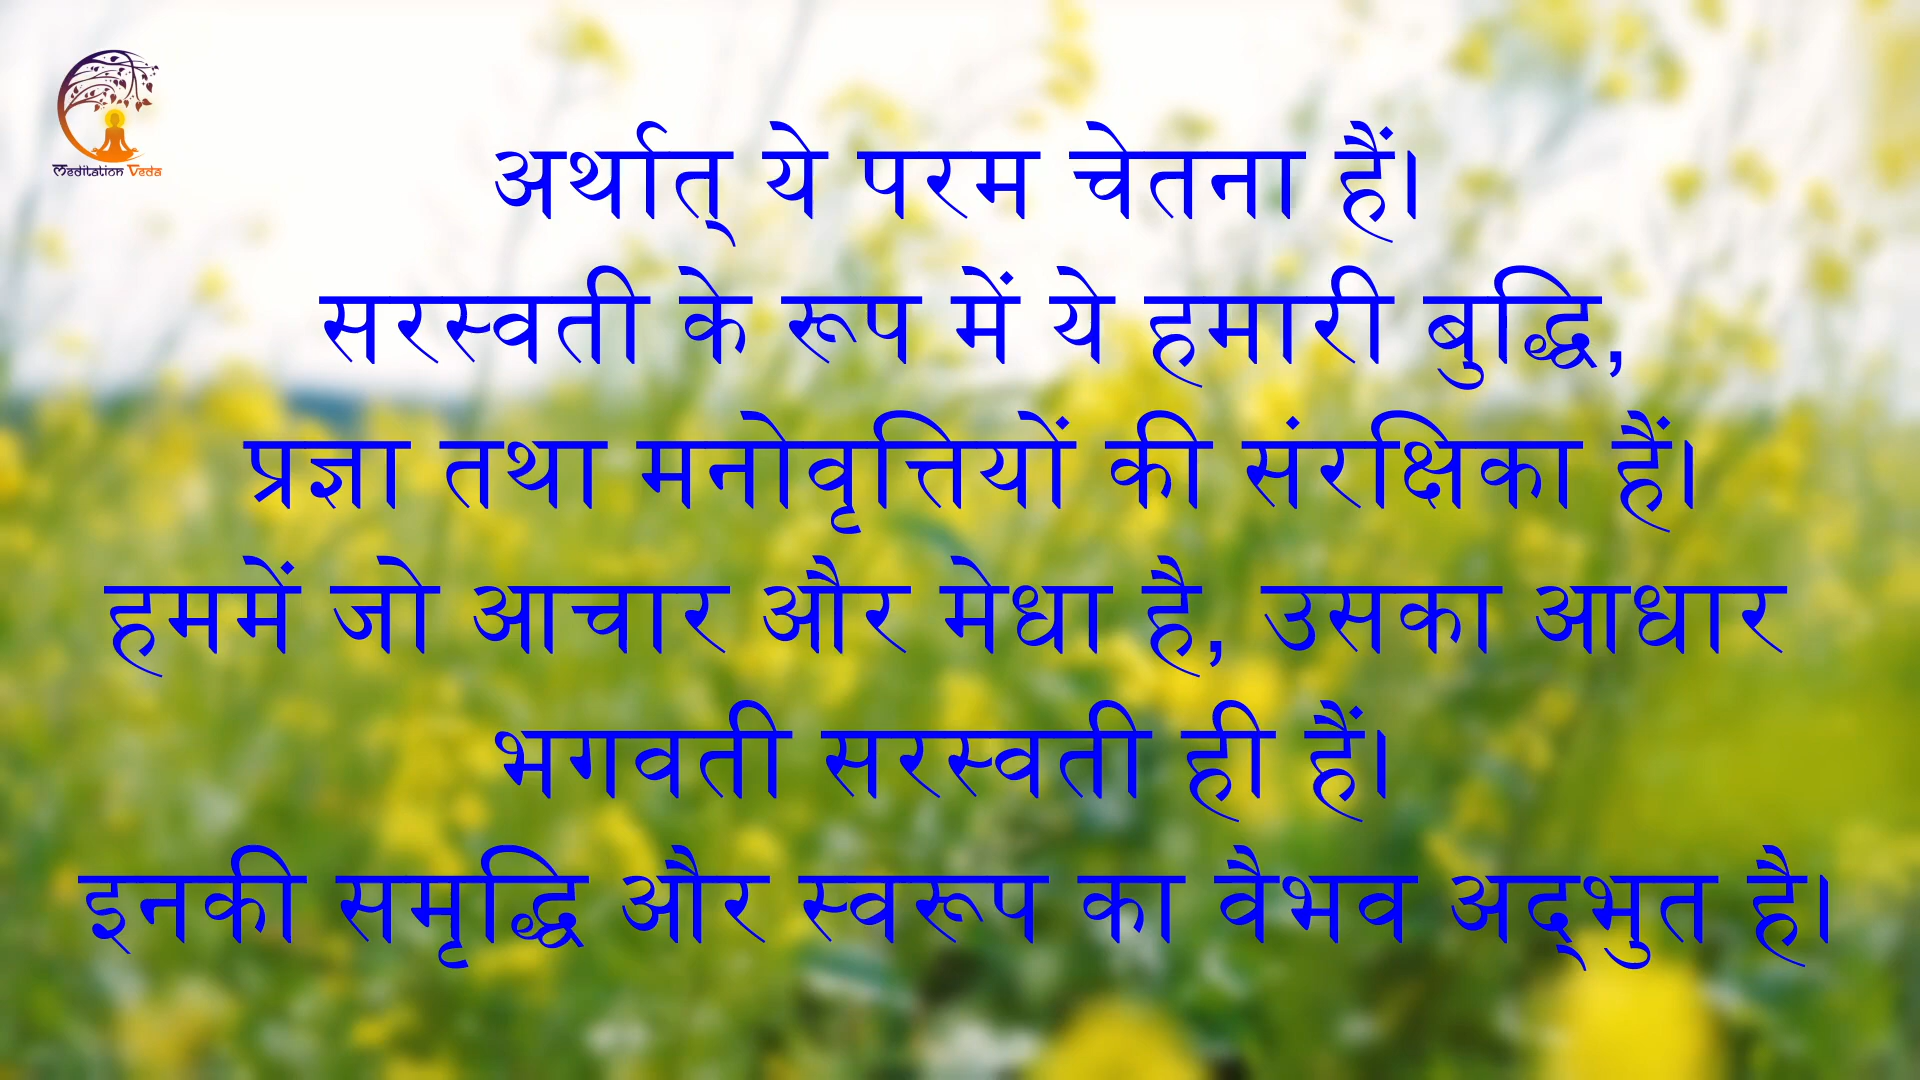 Meditation Veda
अर्थात् ये परम चेतना हैं।
सरस्वती के रूप में ये हमारी बुद्धि,
प्रज्ञा तथा मनोवृत्तियों की संरक्षिका हैं।
हममें जो आचार और मेधा है, उसका आधार
भगवती सरस्वती ही हैं।
इनकी समृद्धि और स्वरूप का वैभव अद्‌भुत है।